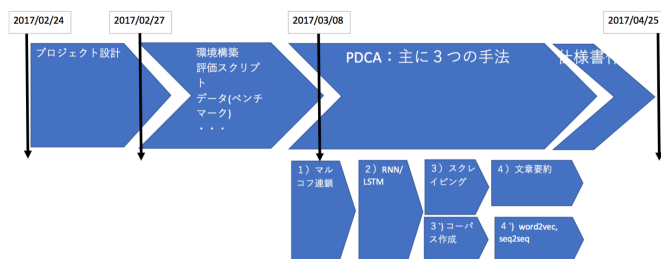 2017/02/24
2017/02/27
2017/03/08
2017/04/25
プロジェクト設計
環境構築
評価スクリプ
ト
データ(ベンチ
マーク)
・・・
PDCA：主に３つの手法
仕様書作
１）マル
コフ連鎖
２）RNN/
LSTM
３）スクレ
イピング
４）文章要約
３`）コーパ
ス作成
４`）word2vec,
seq2seq